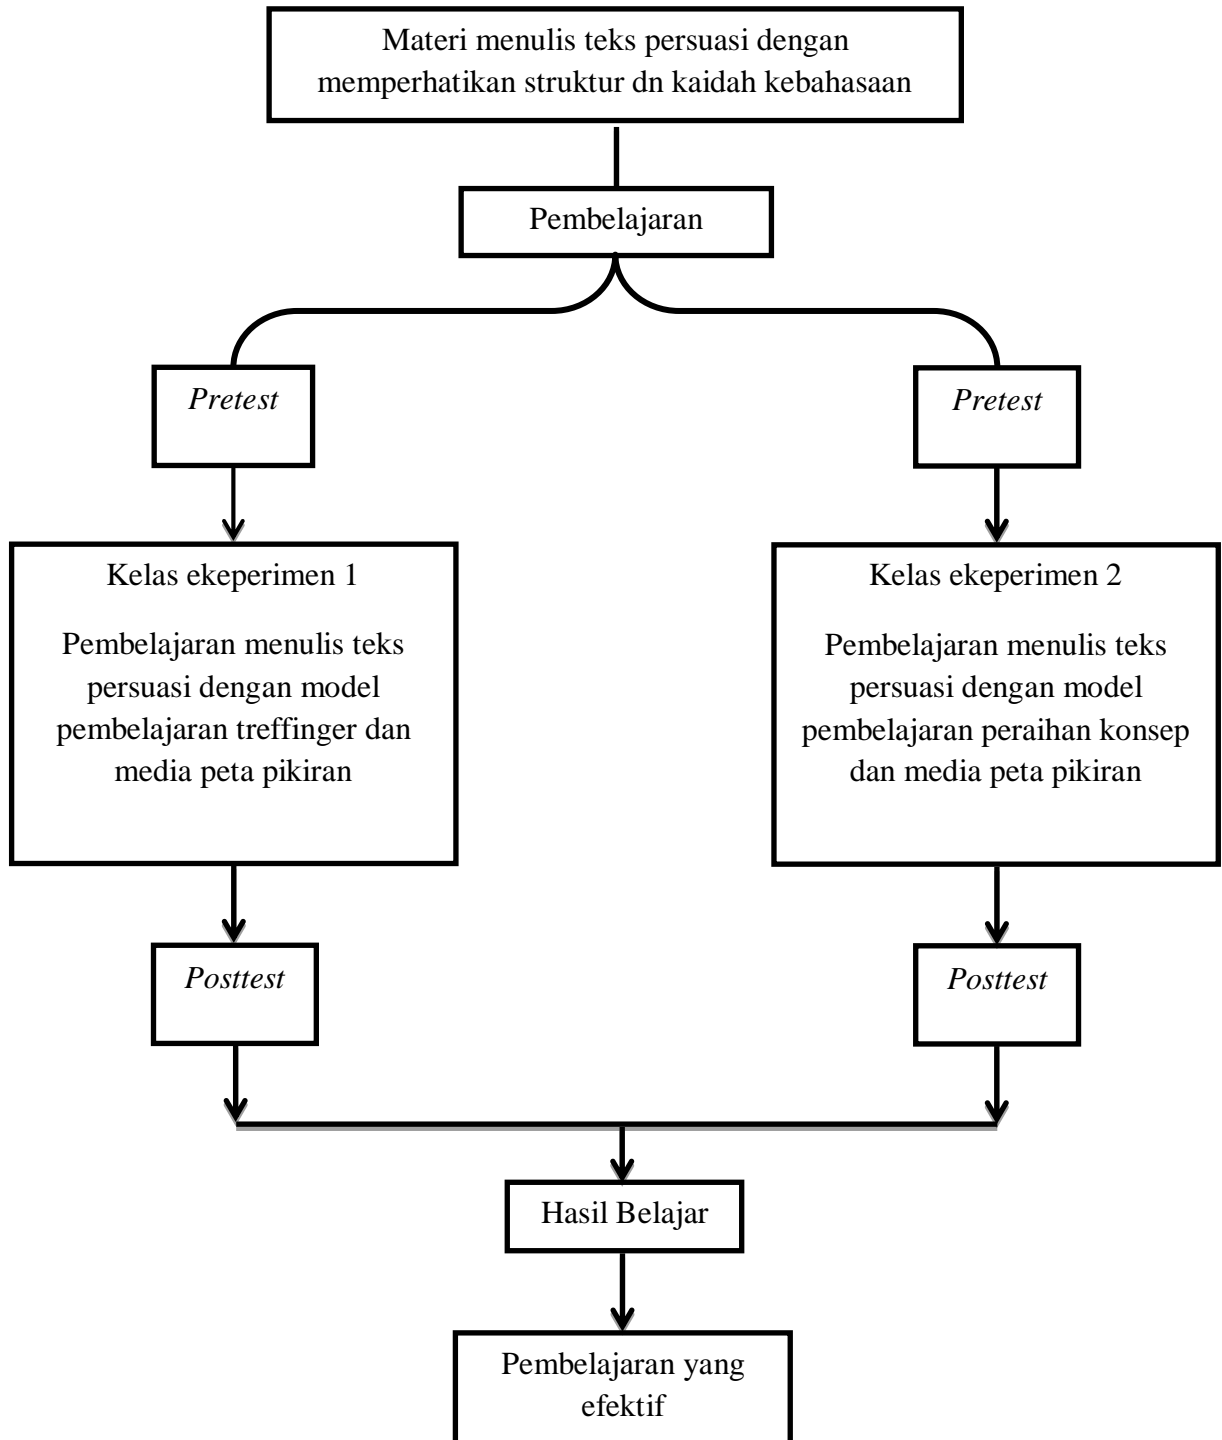 Materi menulis teks persuasi dengan
memperhatikan struktur dn kaidah kebahasaan
Pembelajaran
Pretest
Pretest
Kelas ekeperimen 1
Pembelajaran menulis teks
persuasi dengan model
pembelajaran treffinger dan
media peta pikiran
Kelas ekeperimen 2
Pembelajaran menulis teks
persuasi dengan model
pembelajaran peraihan konsep
dan media peta pikiran
Posttest
Posttest
Hasil Belajar
Pembelajaran yang
efektif